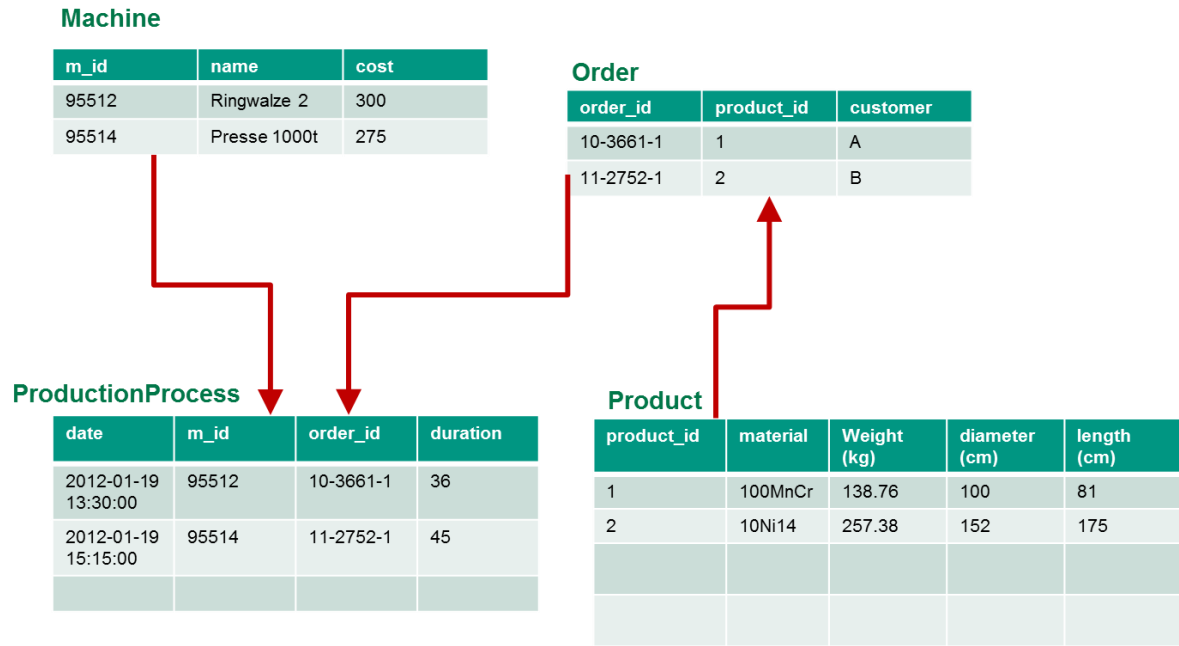 Machine
m_id name cost
95512 Ringwalze 2 300
95514 Presse 1000t 275
Order
order_id product_id customer
10-3661-1 1 A
11-2752-1 2 B
ProductionProcess
date m_id order_id duration
2012-01-19 95512 10-3661-1 36
13:30:00
2012-01-19 95514 11-2752-1 45
15:15:00
Product
product_id material Weight diameter length
(kg) (cm) (cm)
1 100MnCr 138.76 100 81
2 10Ni14 257.38 152 175